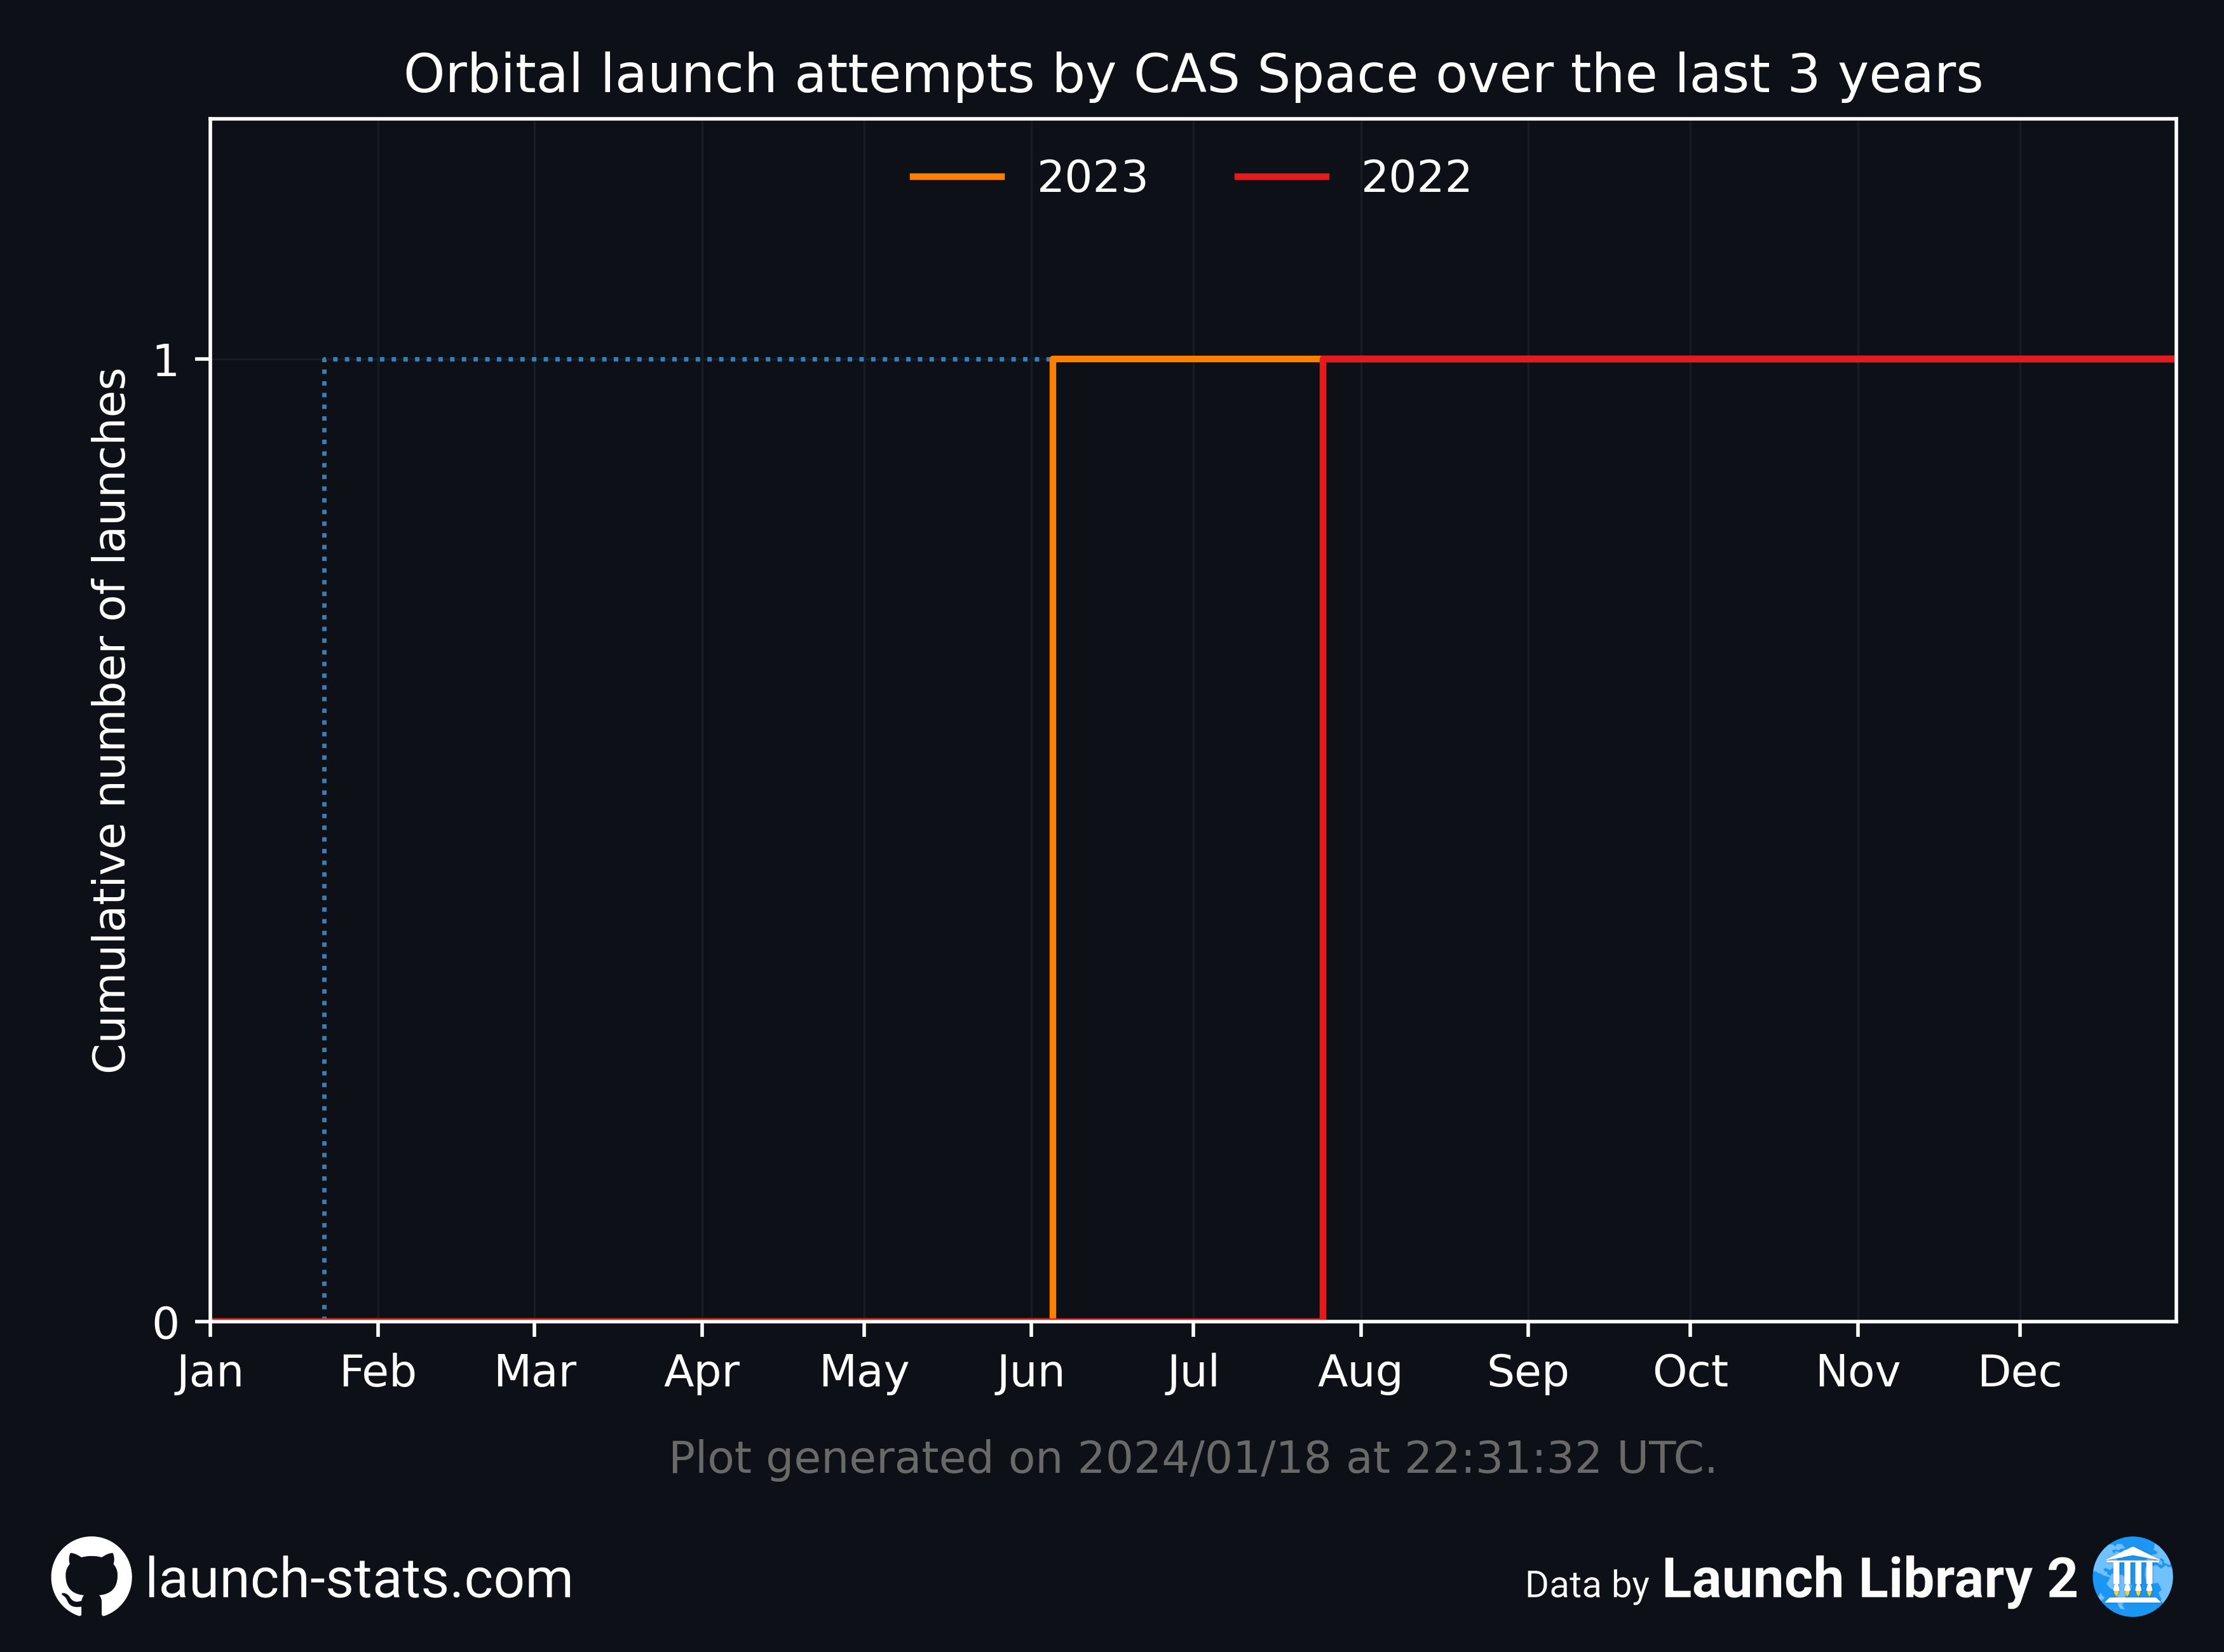 Orbital launch attempts by CAS Space over the last 3 years
2023 2022
Cumulative number of launches
1
0
Jan Feb Mar Apr May Jun Jul Aug Sep Oct Nov Dec
Plot generated on 2024/01/18 at 22:31:32 UTC.
launch-stats.com
Data by Launch Library 2